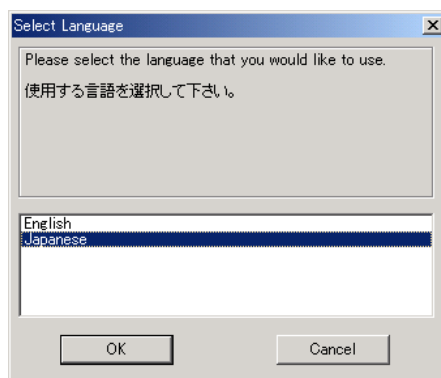 Select Language
Please select the language that you would like to use.
使用する言語を選択して下さい。
English
Japanese
OK
Cancel